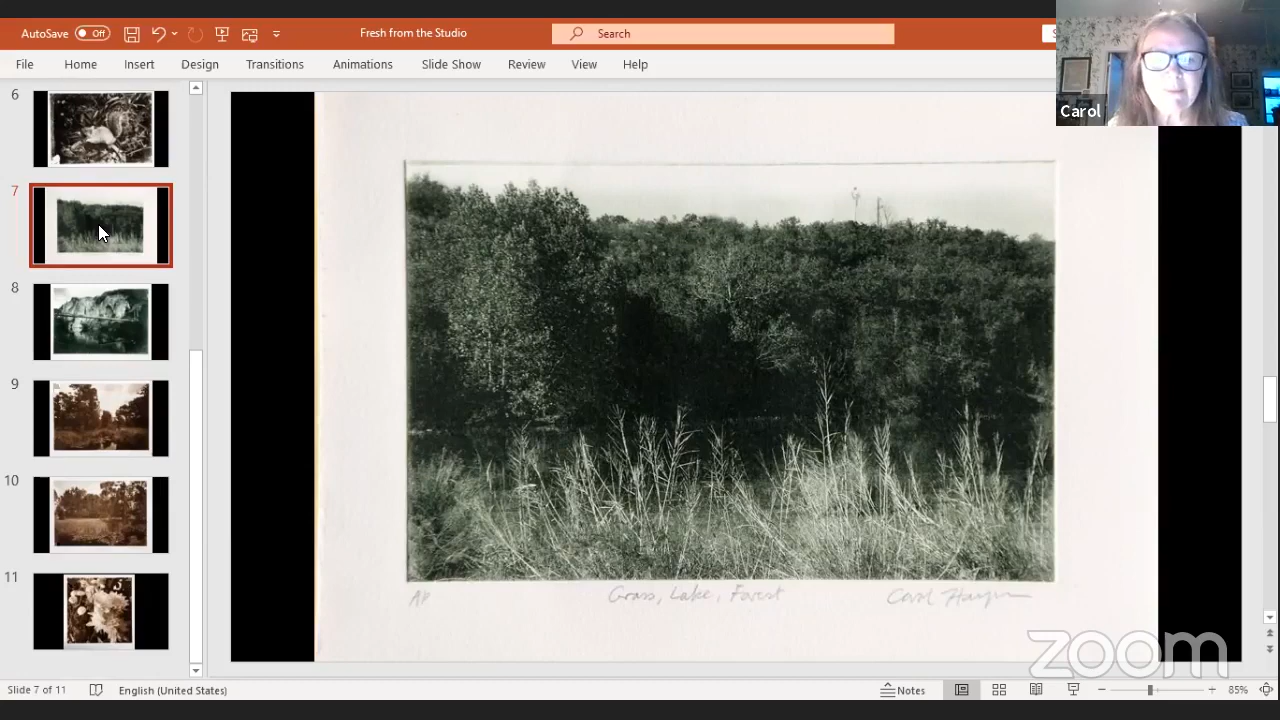 AutoSave Off Fresh from the Studio Search
File Home Insert Design Transitions Animations Slide Show Review View Help
Carol
6
7
8
9
10
11
AP Grass, Lake, Forest Carol
zoom
Slide 7 of 11 English (United States) Notes 85%